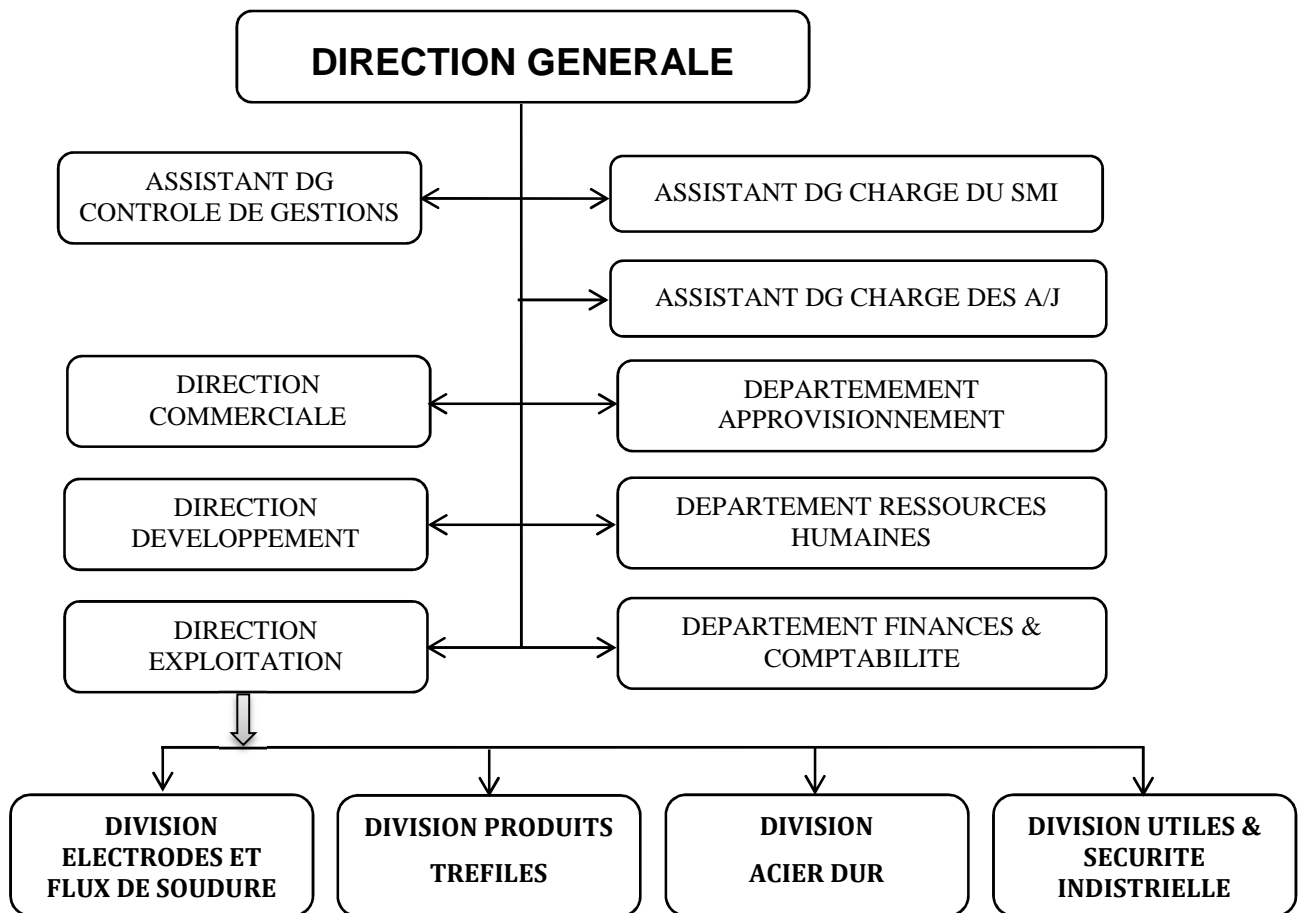 DIRECTION GENERALE
ASSISTANT DG
CONTROLE DE GESTIONS
ASSISTANT DG CHARGE DU SMI
ASSISTANT DG CHARGE DES A/J
DIRECTION
COMMERCIALE
DEPARTEMEMENT
APPROVISIONNEMENT
DIRECTION
DEVELOPPEMENT
DEPARTEMENT RESSOURCES
HUMAINES
DIRECTION
EXPLOITATION
DEPARTEMENT FINANCES &
COMPTABILITE
DIVISION
ELECTRODES ET
FLUX DE SOUDURE
DIVISION PRODUITS
TREFILES
DIVISION
ACIER DUR
DIVISION UTILES &
SECURITE
INDISTRIELLE